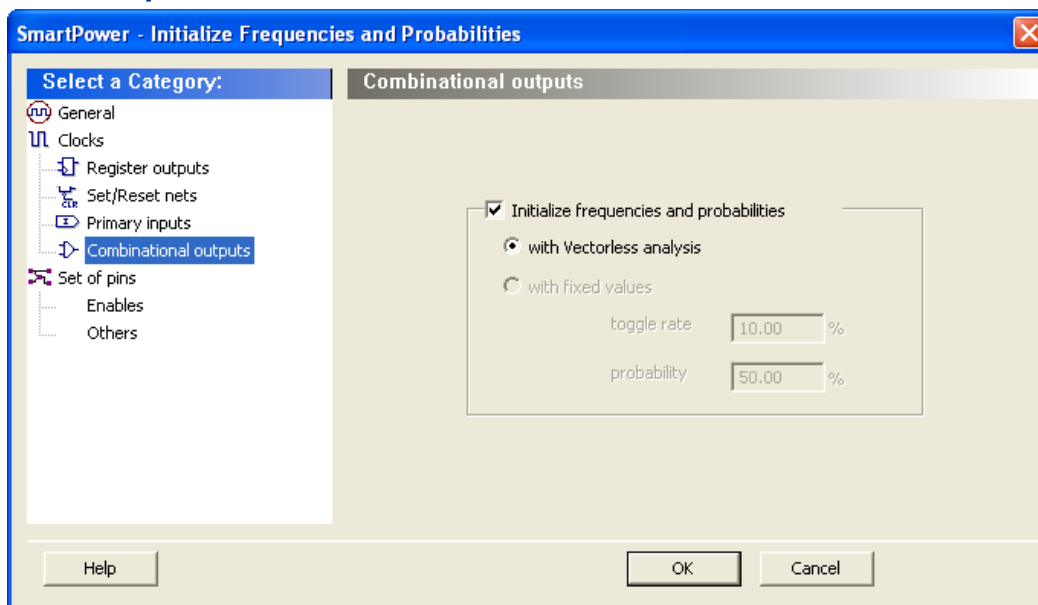 SmartPower - Initialize Frequencies and Probabilities
Select a Category:
Combinational outputs
General
Clocks
Register outputs
Set/Reset nets
Primary inputs
Combinational outputs
Set of pins
Enables
Others
Initialize frequencies and probabilities
with Vectorless analysis
with fixed values
toggle rate 10.00 %
probability 50.00 %
Help
OK
Cancel